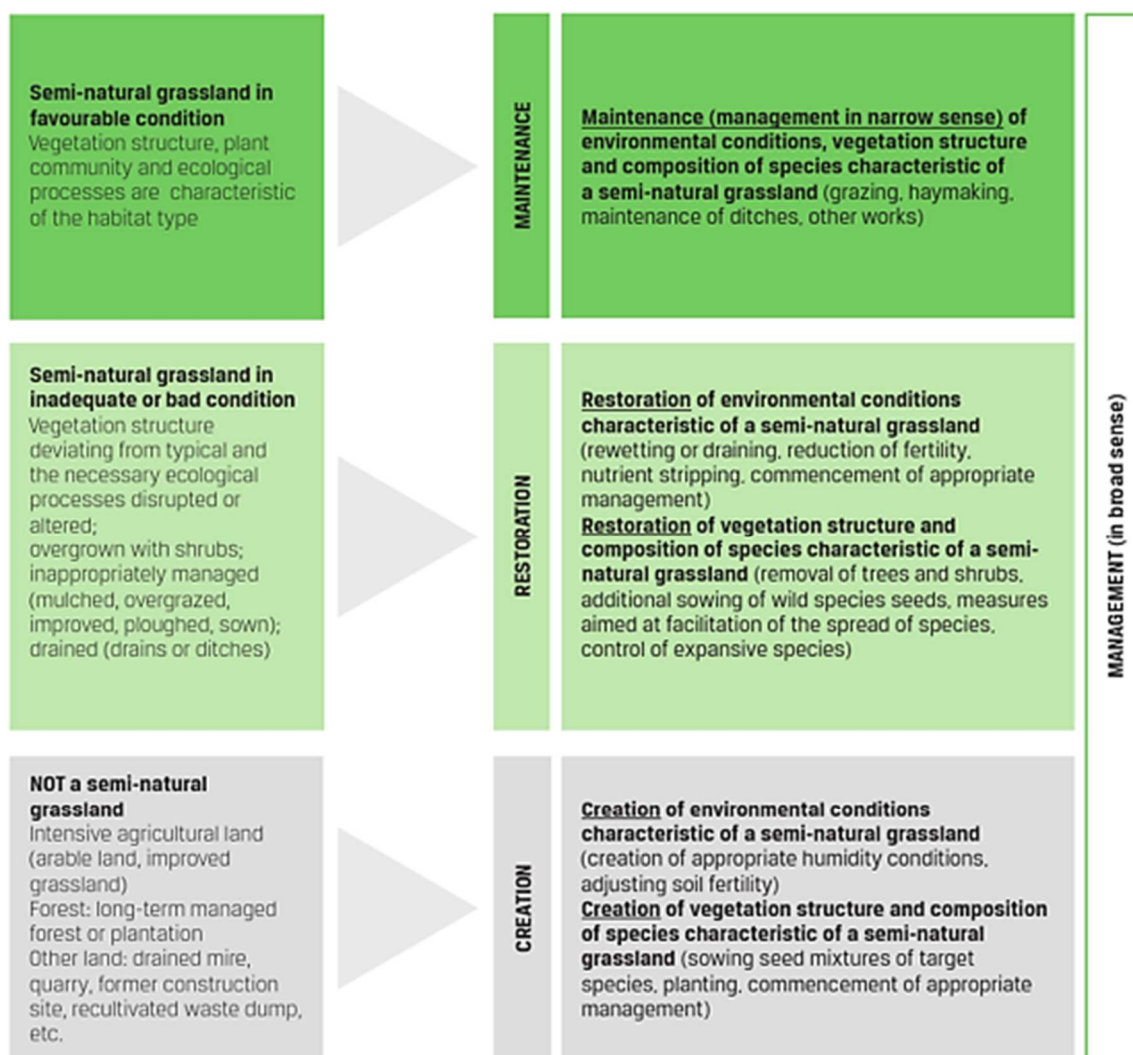 Semi-natural grassland in
favourable condition
Vegetation structure, plant
community and ecological
processes are characteristic
of the habitat type
MAINTENANCE
Maintenance (management in narrow sense) of
environmental conditions, vegetation structure
and composition of species characteristic of
a semi-natural grassland (grazing, haymaking,
maintenance of ditches, other works)
Semi-natural grassland in
inadequate or bad condition
Vegetation structure
deviating from typical and
the necessary ecological
processes disrupted or
altered;
overgrown with shrubs;
inappropriately managed
(mulched, overgrazed,
improved, ploughed, sown);
drained (drains or ditches)
RESTORATION
Restoration of environmental conditions
characteristic of a semi-natural grassland
(rewetting or draining, reduction of fertility,
nutrient stripping, commencement of appropriate
management)
Restoration of vegetation structure and
composition of species characteristic of a semi-
natural grassland (removal of trees and shrubs,
additional sowing of wild species seeds, measures
aimed at facilitation of the spread of species,
control of expansive species)
NOT a semi-natural
grassland
Intensive agricultural land
(arable land, improved
grassland)
Forest: long-term managed
forest or plantation
Other land: drained mire,
quarry, former construction
site, recultivated waste dump,
etc.
CREATION
Creation of environmental conditions
characteristic of a semi-natural grassland
(creation of appropriate humidity conditions,
adjusting soil fertility)
Creation of vegetation structure and composition
of species characteristic of a semi-natural
grassland (sowing seed mixtures of target
species, planting, commencement of appropriate
management)
MANAGEMENT (in broad sense)